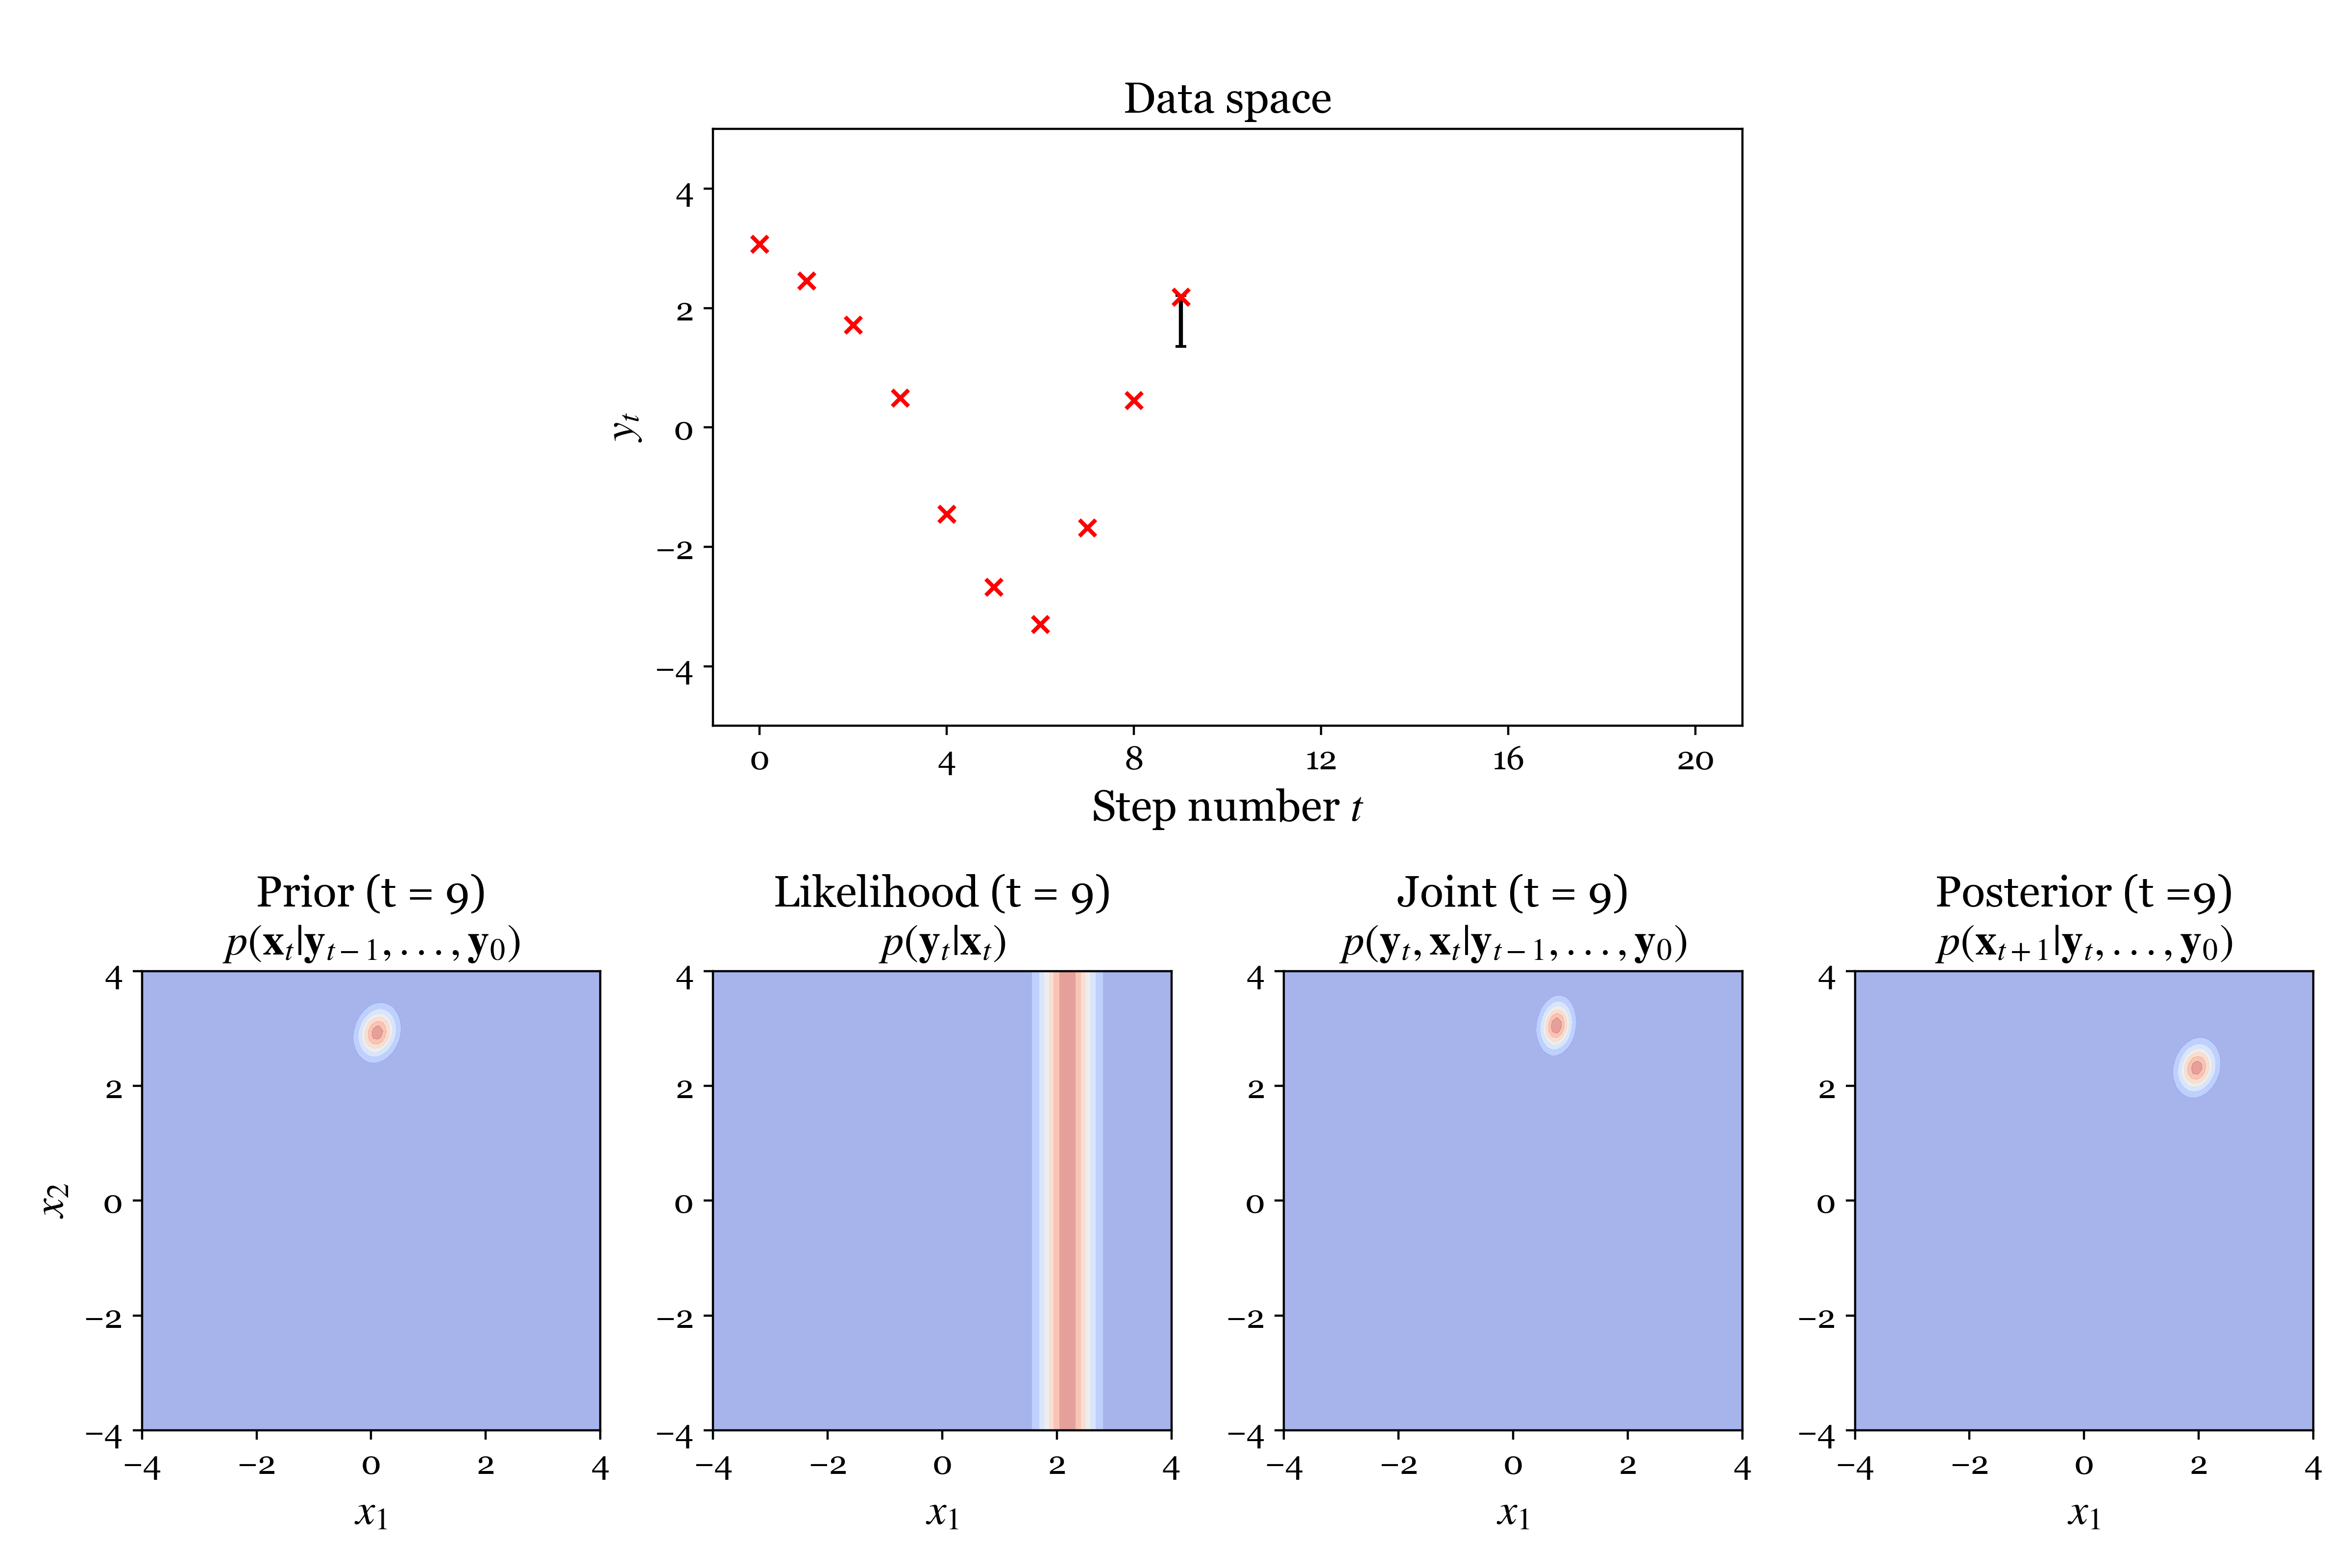 Data space
4
2
0
−2
−4
y_t
0 4 8 12 16 20
Step number t
Prior (t = 9)
p(𝐱_t|𝐲_{t−1}, . . . , 𝐲_0)
4
2
0
−2
−4
x_2
−4 −2 0 2 4
x_1
Likelihood (t = 9)
p(𝐲_t|𝐱_t)
4
2
0
−2
−4
−4 −2 0 2 4
x_1
Joint (t = 9)
p(𝐲_t, 𝐱_t|𝐲_{t−1}, . . . , 𝐲_0)
4
2
0
−2
−4
−4 −2 0 2 4
x_1
Posterior (t =9)
p(𝐱_{t+1}|𝐲_t, . . . , 𝐲_0)
4
2
0
−2
−4
−4 −2 0 2 4
x_1